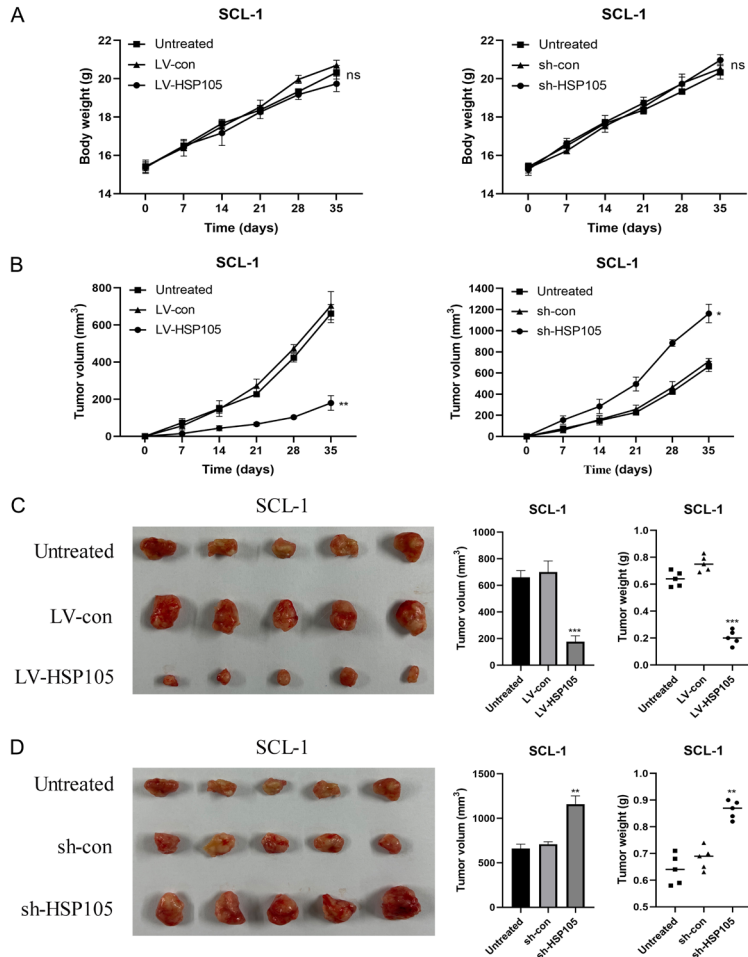 A
SCL-1
Untreated
LV-con
LV-HSP105
ns
Body weight (g)
22
20
18
16
14
0 7 14 21 28 35
Time (days)
SCL-1
Untreated
sh-con
sh-HSP105
ns
Body weight (g)
22
20
18
16
14
0 7 14 21 28 35
Time (days)
B
SCL-1
Untreated
LV-con
LV-HSP105
**
Tumor volum (mm³)
800
600
400
200
0
0 7 14 21 28 35
Time (days)
SCL-1
Untreated
sh-con
sh-HSP105
*
Tumor volum (mm³)
1400
1200
1000
800
600
400
200
0
0 7 14 21 28 35
Time (days)
C
SCL-1
Untreated
LV-con
LV-HSP105
SCL-1
Tumor volum (mm³)
1000
800
600
400
200
0
***
Untreated
LV-con
LV-HSP105
SCL-1
Tumor weight (g)
1.0
0.8
0.6
0.4
0.2
0.0
***
Untreated
LV-con
LV-HSP105
D
SCL-1
Untreated
sh-con
sh-HSP105
SCL-1
Tumor volum (mm³)
1500
1000
500
0
**
Untreated
sh-con
sh-HSP105
SCL-1
Tumor weight (g)
1.0
0.9
0.8
0.7
0.6
0.5
**
Untreated
sh-con
sh-HSP105